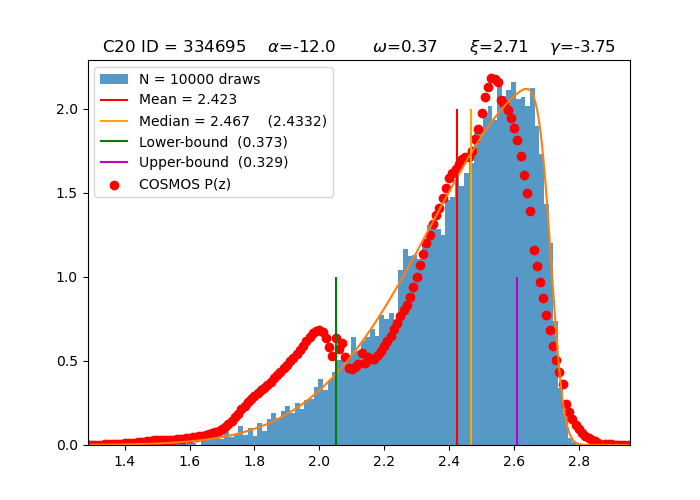 C20 ID = 334695 α=-12.0 ω=0.37 ξ=2.71 γ=-3.75
N = 10000 draws
Mean = 2.423
Median = 2.467 (2.4332)
Lower-bound (0.373)
Upper-bound (0.329)
COSMOS P(z)
2.0
1.5
1.0
0.5
0.0
1.4 1.6 1.8 2.0 2.2 2.4 2.6 2.8